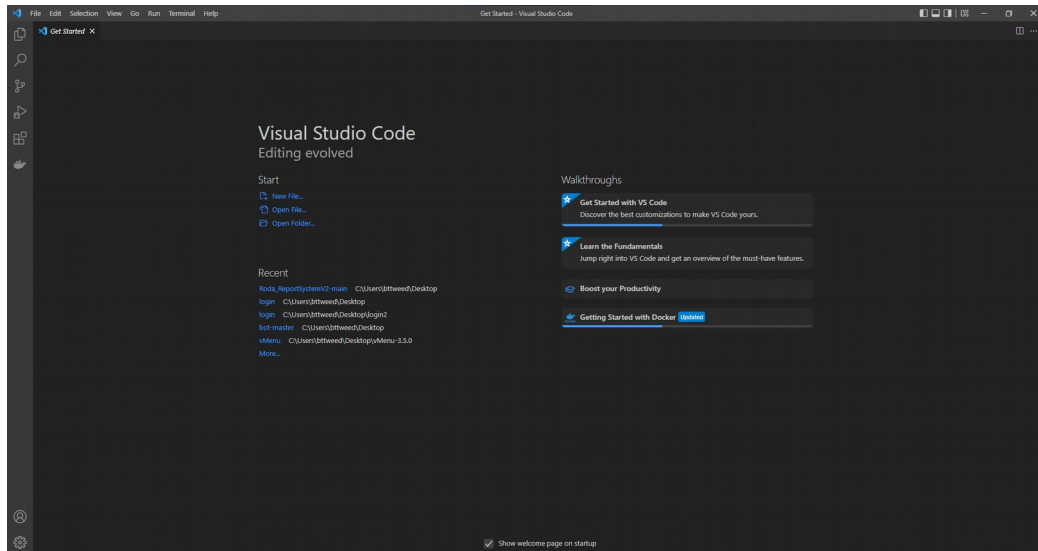 File Edit Selection View Go Run Terminal Help
Get Started - Visual Studio Code
Get Started
Visual Studio Code
Editing evolved
Start
New File...
Open File...
Open Folder...
Recent
Roda_ReportSystemV2-main C:\Users\bttweed\Desktop
login C:\Users\bttweed\Desktop
login C:\Users\bttweed\Desktop\login2
bot-master C:\Users\bttweed\Desktop
vMenu C:\Users\bttweed\Desktop\vMenu-3.5.0
More...
Walkthroughs
Get Started with VS Code
Discover the best customizations to make VS Code yours.
Learn the Fundamentals
Jump right into VS Code and get an overview of the must-have features.
Boost your Productivity
Getting Started with Docker Updated
Show welcome page on startup